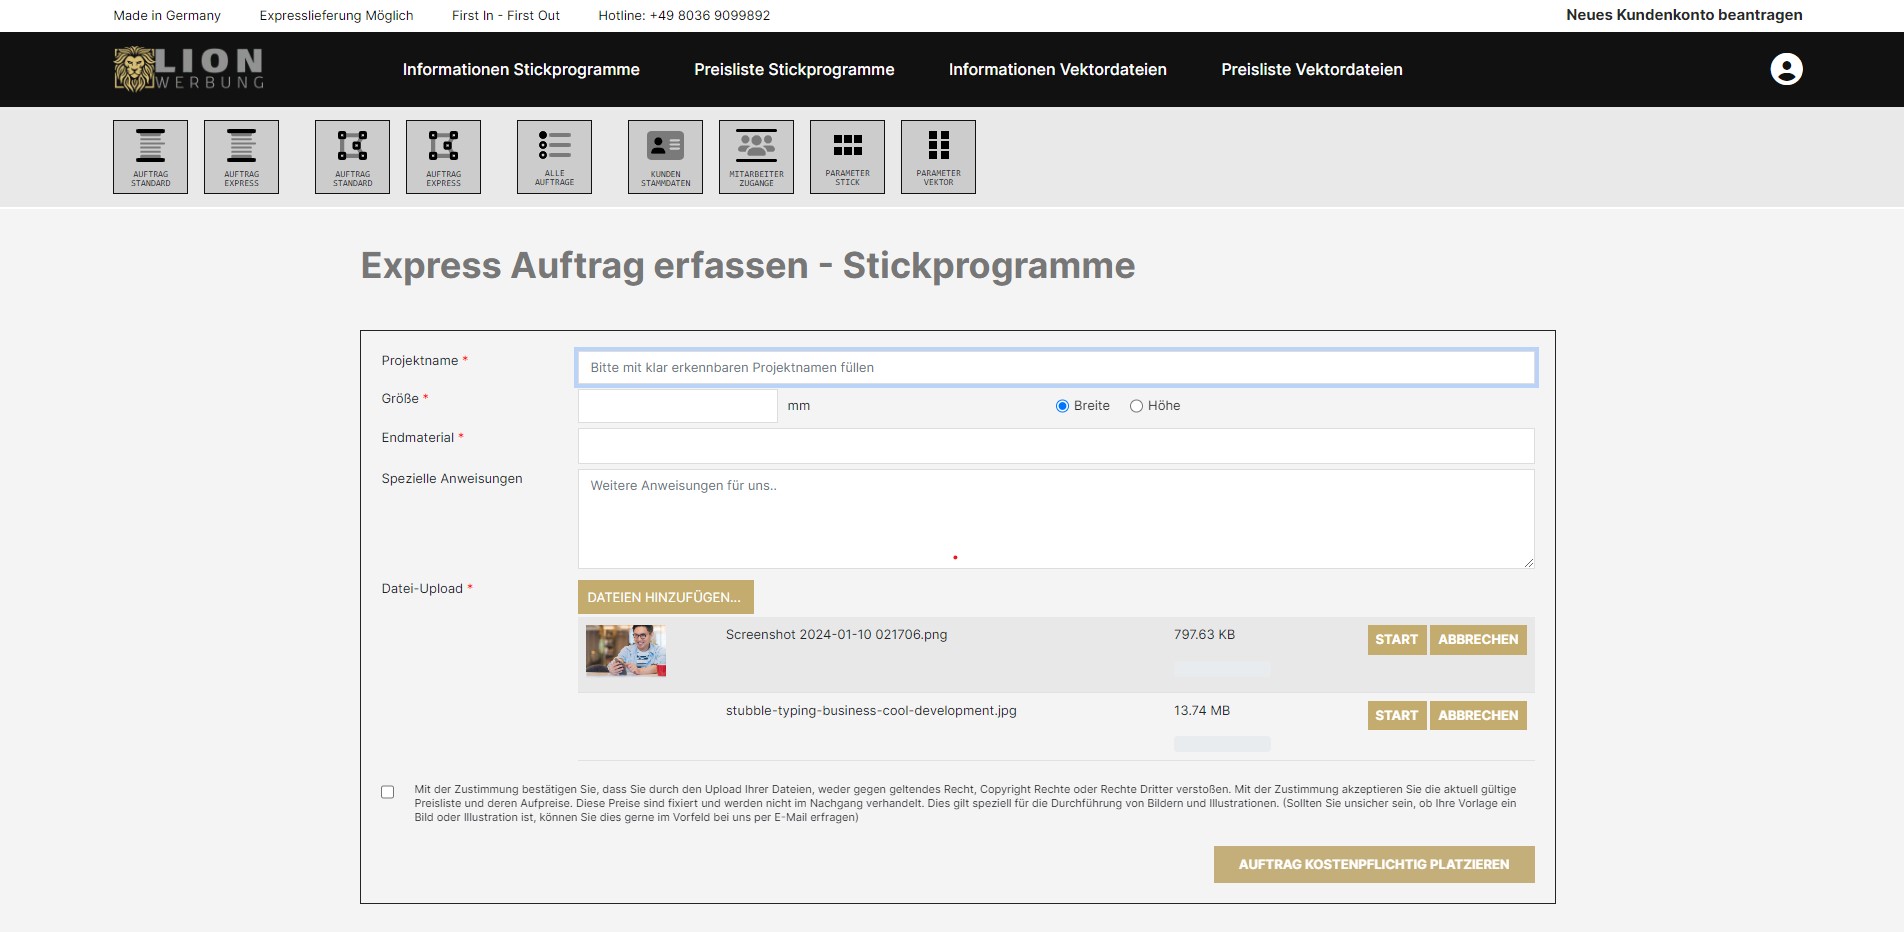 Made in Germany Expresslieferung Möglich First In - First Out Hotline: +49 8036 9099892 Neues Kundenkonto beantragen
LION
WERBUNG
Informationen Stickprogramme Preisliste Stickprogramme Informationen Vektordateien Preisliste Vektordateien
AUFTRAG STANDARD
AUFTRAG EXPRESS
AUFTRAG STANDARD
AUFTRAG EXPRESS
ALLE AUFTRAGE
KUNDEN STAMMDATEN
MITARBEITER ZUGANGE
PARAMETER STICK
PARAMETER VEKTOR
Express Auftrag erfassen - Stickprogramme
Projektname * Bitte mit klar erkennbaren Projektnamen füllen
Größe * mm Breite Höhe
Endmaterial *
Spezielle Anweisungen Weitere Anweisungen für uns..
Datei-Upload * DATEIEN HINZUFÜGEN...
Screenshot 2024-01-10 021706.png 797.63 KB START ABBRECHEN
stubble-typing-business-cool-development.jpg 13.74 MB START ABBRECHEN
Mit der Zustimmung bestätigen Sie, dass Sie durch den Upload Ihrer Dateien, weder gegen geltendes Recht, Copyright Rechte oder Rechte Dritter verstoßen. Mit der Zustimmung akzeptieren Sie die aktuell gültige
Preisliste und deren Aufpreise. Diese Preise sind fixiert und werden nicht im Nachgang verhandelt. Dies gilt speziell für die Durchführung von Bildern und Illustrationen. (Sollten Sie unsicher sein, ob Ihre Vorlage ein
Bild oder Illustration ist, können Sie dies gerne im Vorfeld bei uns per E-Mail erfragen)
AUFTRAG KOSTENPFLICHTIG PLATZIEREN